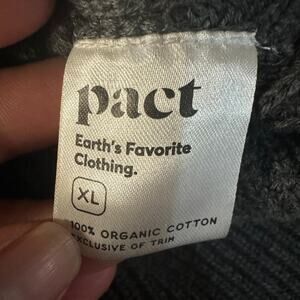 pact
Earth's Favorite
Clothing.
XL
100% ORGANIC COTTON
EXCLUSIVE OF TRIM